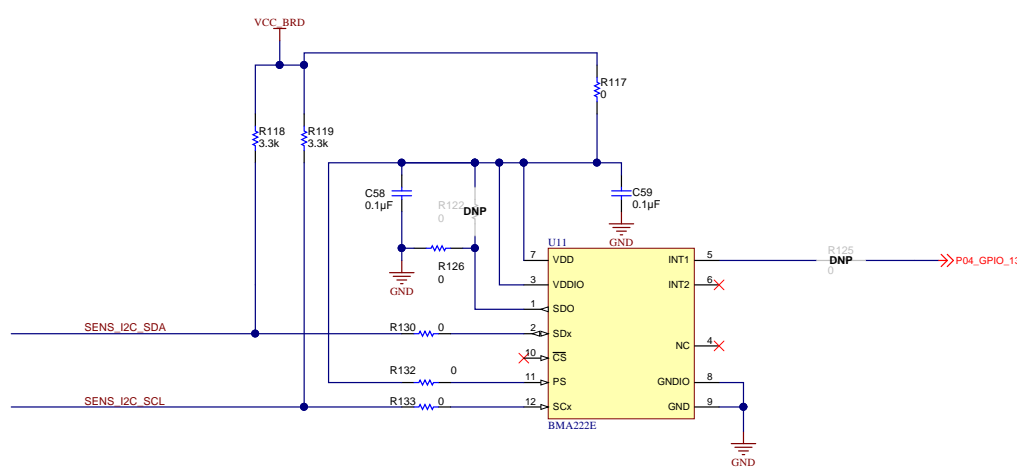 VCC_BRD
R117
0
R118
3.3k
R119
3.3k
C58
0.1µF
R122
0
DNP
C59
0.1µF
GND
R126
0
GND
U11
7 VDD
3 VDDIO
1 SDO
2 SDx
10 CS
11 PS
12 SCx
INT1 5
INT2 6
NC 4
GNDIO 8
GND 9
BMA222E
R125
DNP
0
P04_GPIO_13
SENS_I2C_SDA
R130 0
R132 0
SENS_I2C_SCL
R133 0
GND